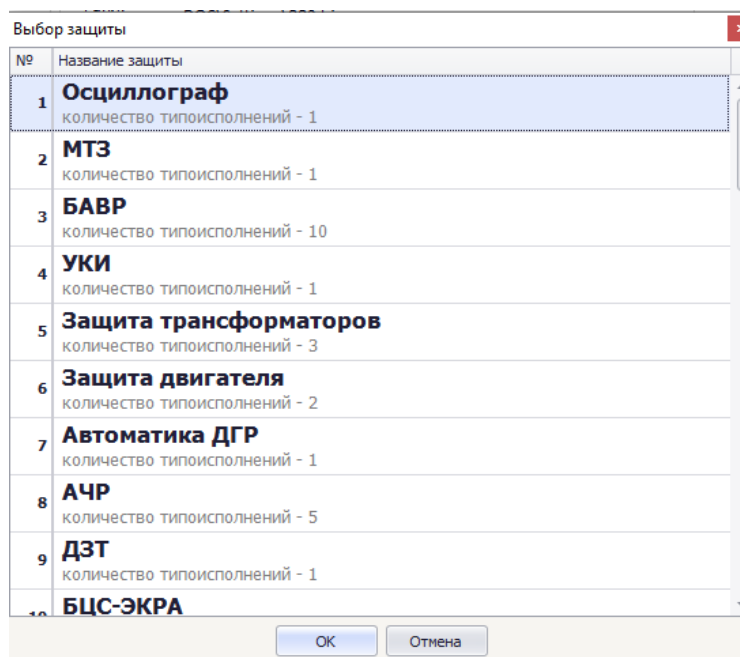 Выбор защиты
№ Название защиты
1 Осциллограф
количество типоисполнений - 1
2 МТЗ
количество типоисполнений - 1
3 БАВР
количество типоисполнений - 10
4 УКИ
количество типоисполнений - 1
5 Защита трансформаторов
количество типоисполнений - 3
6 Защита двигателя
количество типоисполнений - 2
7 Автоматика ДГР
количество типоисполнений - 1
8 АЧР
количество типоисполнений - 5
9 ДЗТ
количество типоисполнений - 1
10 БЦС-ЭКРА
ОК Отмена